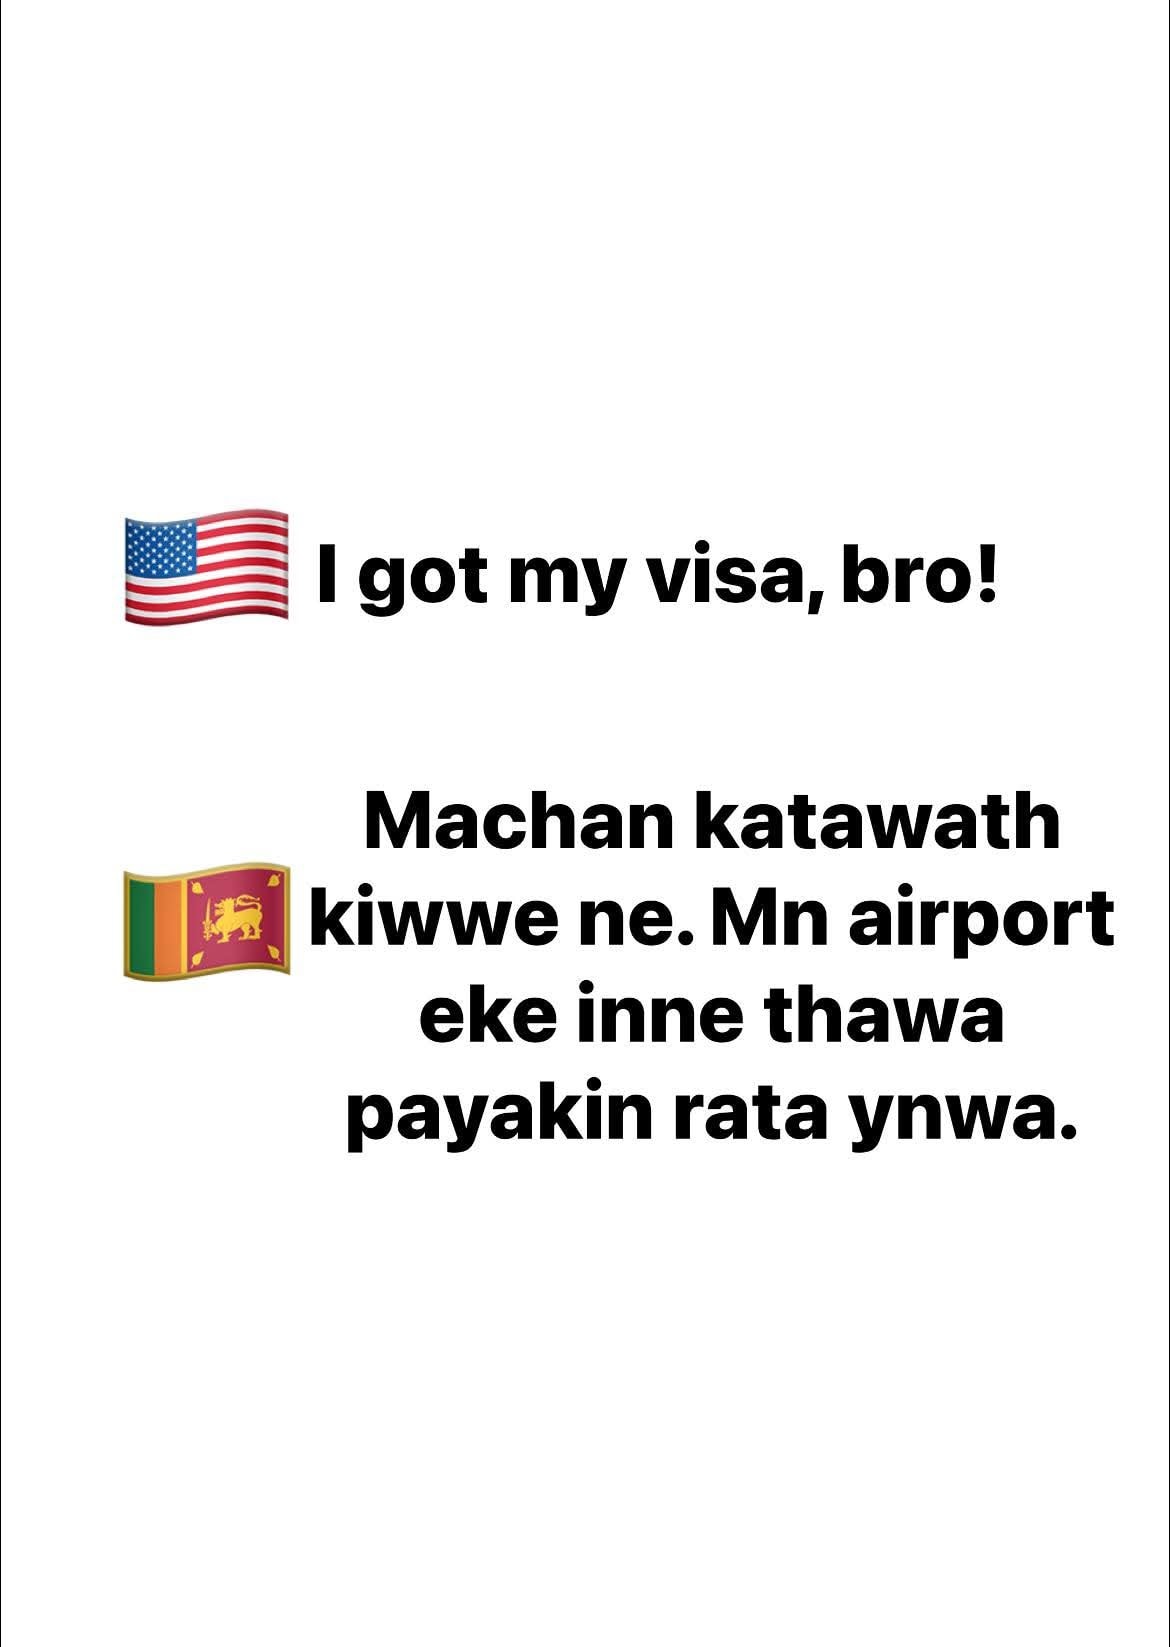 🇺🇸 I got my visa, bro!
Machan katawath
🇱🇰 kiwwe ne. Mn airport
eke inne thawa
payakin rata ynwa.